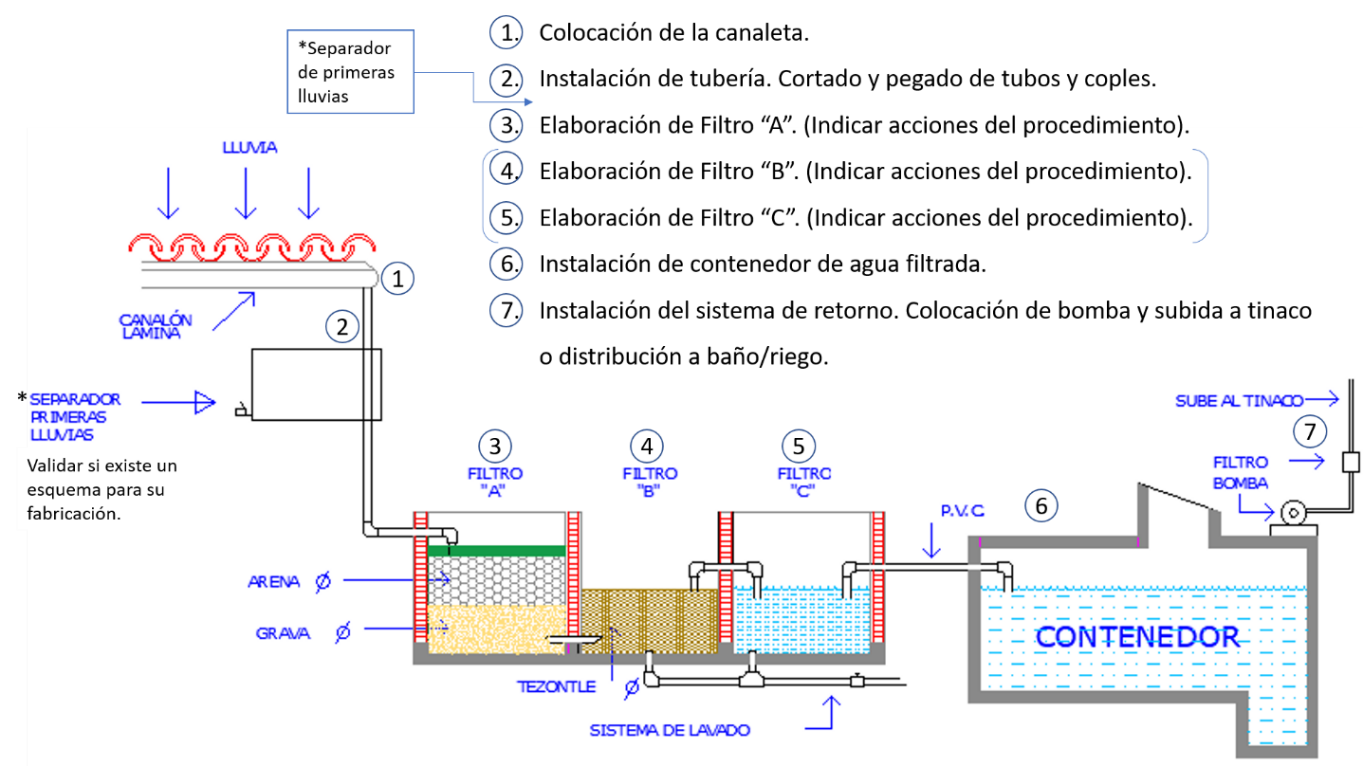 *Separador
de primeras
lluvias
1. Colocación de la canaleta.
2. Instalación de tubería. Cortado y pegado de tubos y coples.
3. Elaboración de Filtro “A”. (Indicar acciones del procedimiento).
4. Elaboración de Filtro “B”. (Indicar acciones del procedimiento).
5. Elaboración de Filtro “C”. (Indicar acciones del procedimiento).
6. Instalación de contenedor de agua filtrada.
7. Instalación del sistema de retorno. Colocación de bomba y subida a tinaco
o distribución a baño/riego.
LLUVIA
1
CANALÓN
LAMINA
2
*SEPARADOR
PRIMERAS
LLUVIAS
Validar si existe un
esquema para su
fabricación.
3
FILTRO
"A"
4
FILTRO
"B"
5
FILTRO
"C"
6
P.V.C.
SUBE AL TINACO
7
FILTRO
BOMBA
ARENA Ø
GRAVA Ø
TEZONTLE Ø
SISTEMA DE LAVADO
CONTENEDOR